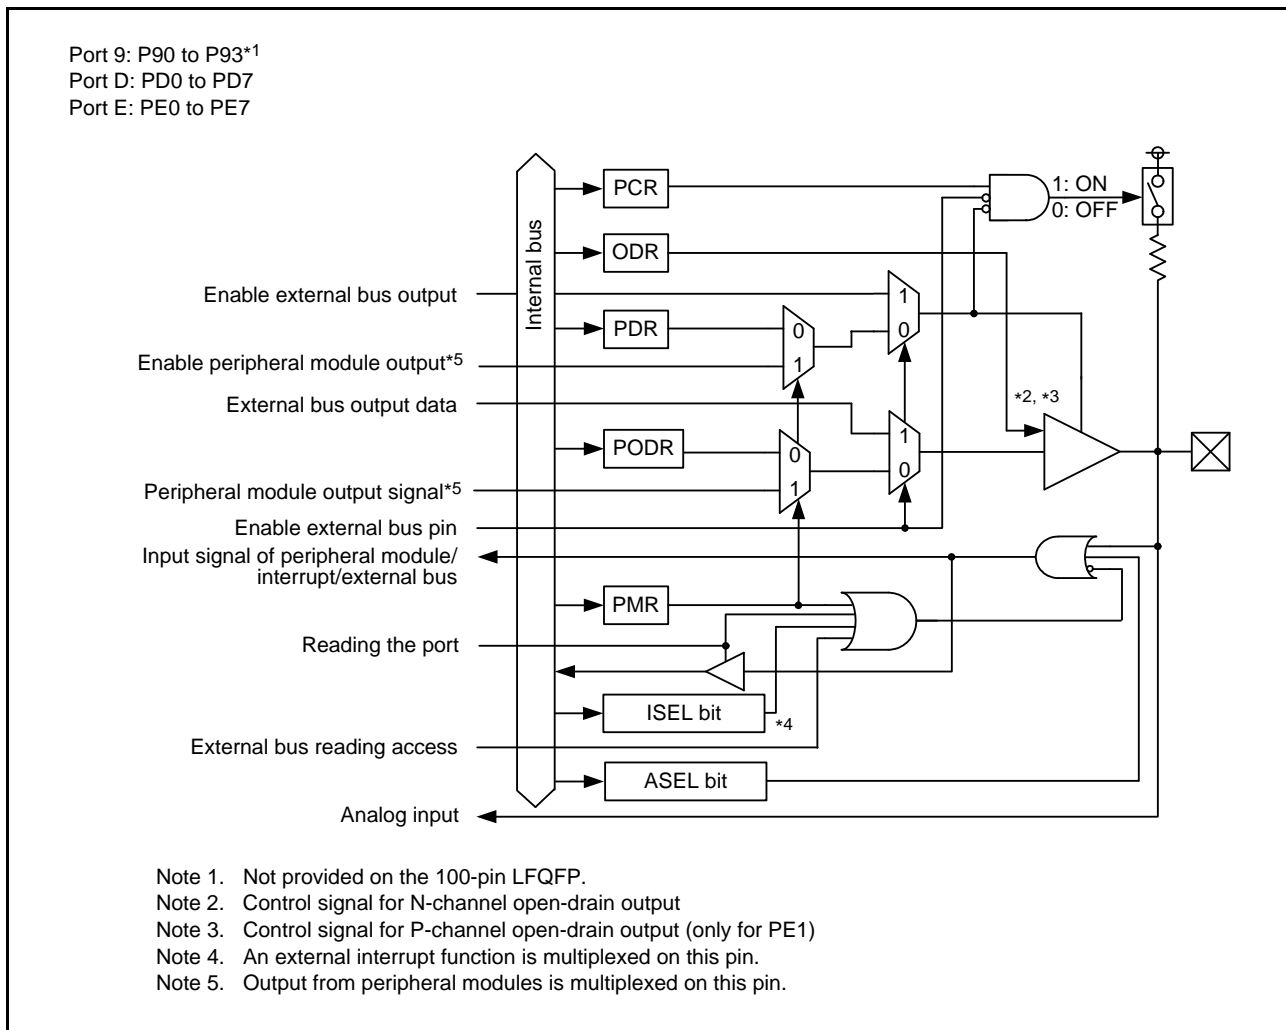 Port 9: P90 to P93*1
Port D: PD0 to PD7
Port E: PE0 to PE7
Internal bus
PCR
1: ON
0: OFF
ODR
Enable external bus output
1
0
PDR
0
1
Enable peripheral module output*5
External bus output data
*2, *3
PODR
0
1
1
0
Peripheral module output signal*5
Enable external bus pin
Input signal of peripheral module/
interrupt/external bus
PMR
Reading the port
ISEL bit
*4
External bus reading access
ASEL bit
Analog input
Note 1. Not provided on the 100-pin LFQFP.
Note 2. Control signal for N-channel open-drain output
Note 3. Control signal for P-channel open-drain output (only for PE1)
Note 4. An external interrupt function is multiplexed on this pin.
Note 5. Output from peripheral modules is multiplexed on this pin.